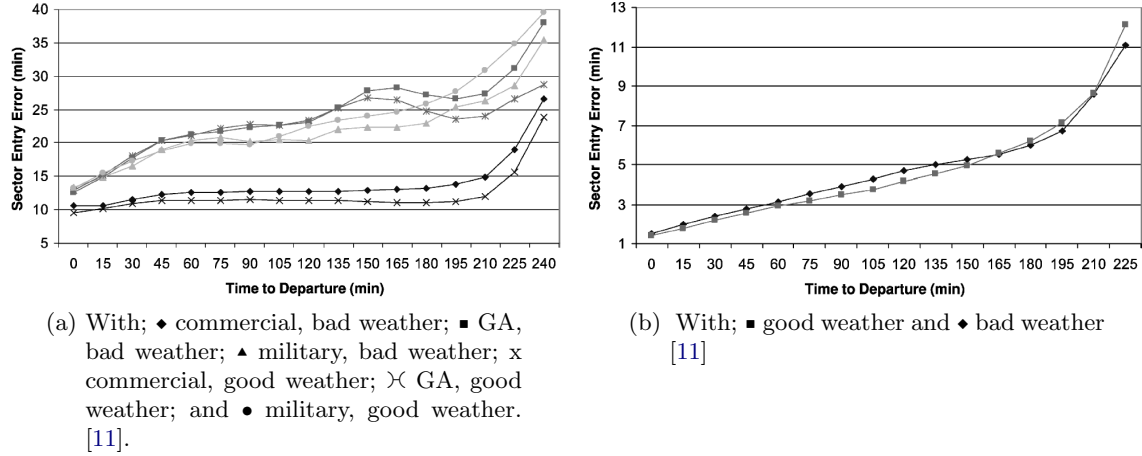 40
35
30
25
20
15
10
5
Sector Entry Error (min)
0 15 30 45 60 75 90 105 120 135 150 165 180 195 210 225 240
Time to Departure (min)
(a) With; ◆ commercial, bad weather; ■ GA,
bad weather; ▲ military, bad weather; x
commercial, good weather; ⵋ GA, good
weather; and ● military, good weather.
[11].
13
11
9
7
5
3
1
Sector Entry Error (min)
0 15 30 45 60 75 90 105 120 135 150 165 180 195 210 225
Time to Departure (min)
(b) With; ■ good weather and ◆ bad weather
[11]